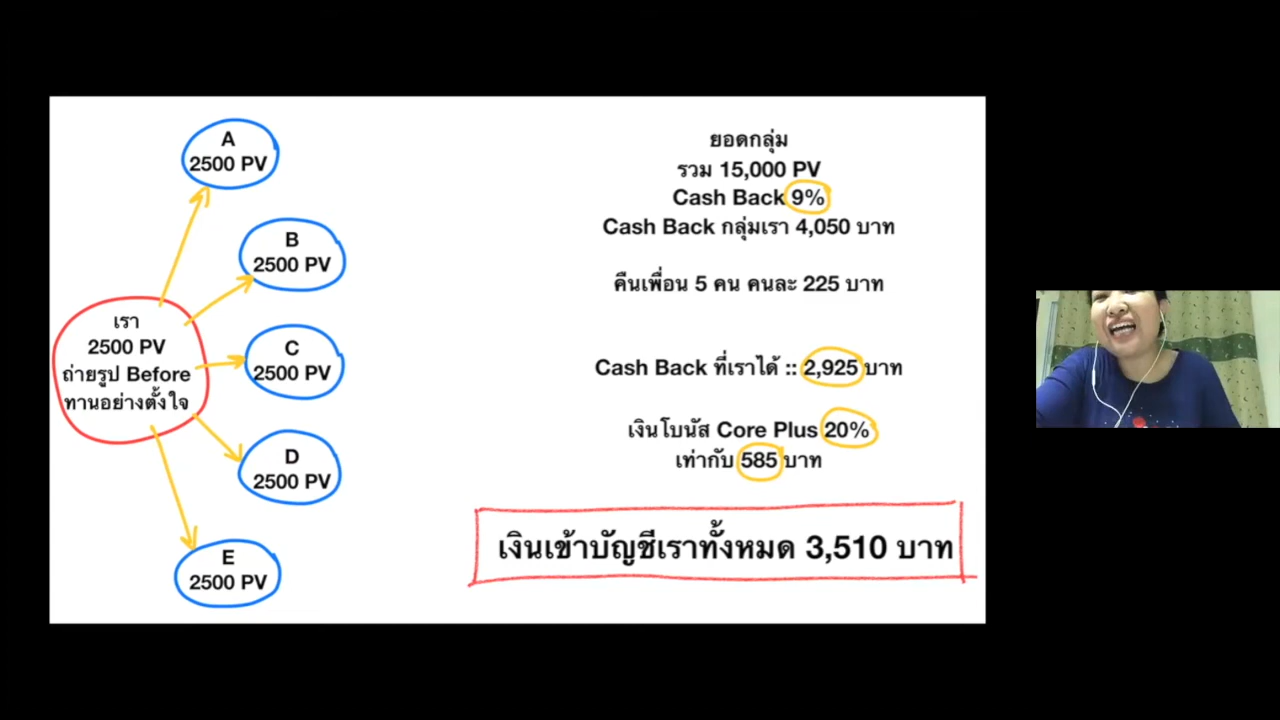 A
2500 PV
B
2500 PV
เรา
2500 PV
ถ่ายรูป Before
ทานอย่างตั้งใจ
C
2500 PV
D
2500 PV
E
2500 PV
ยอดกลุ่ม
รวม 15,000 PV
Cash Back 9%
Cash Back กลุ่มเรา 4,050 บาท
คืนเพื่อน 5 คน คนละ 225 บาท
Cash Back ที่เราได้ :: 2,925 บาท
เงินโบนัส Core Plus 20%
เท่ากับ 585 บาท
เงินเข้าบัญชีเราทั้งหมด 3,510 บาท